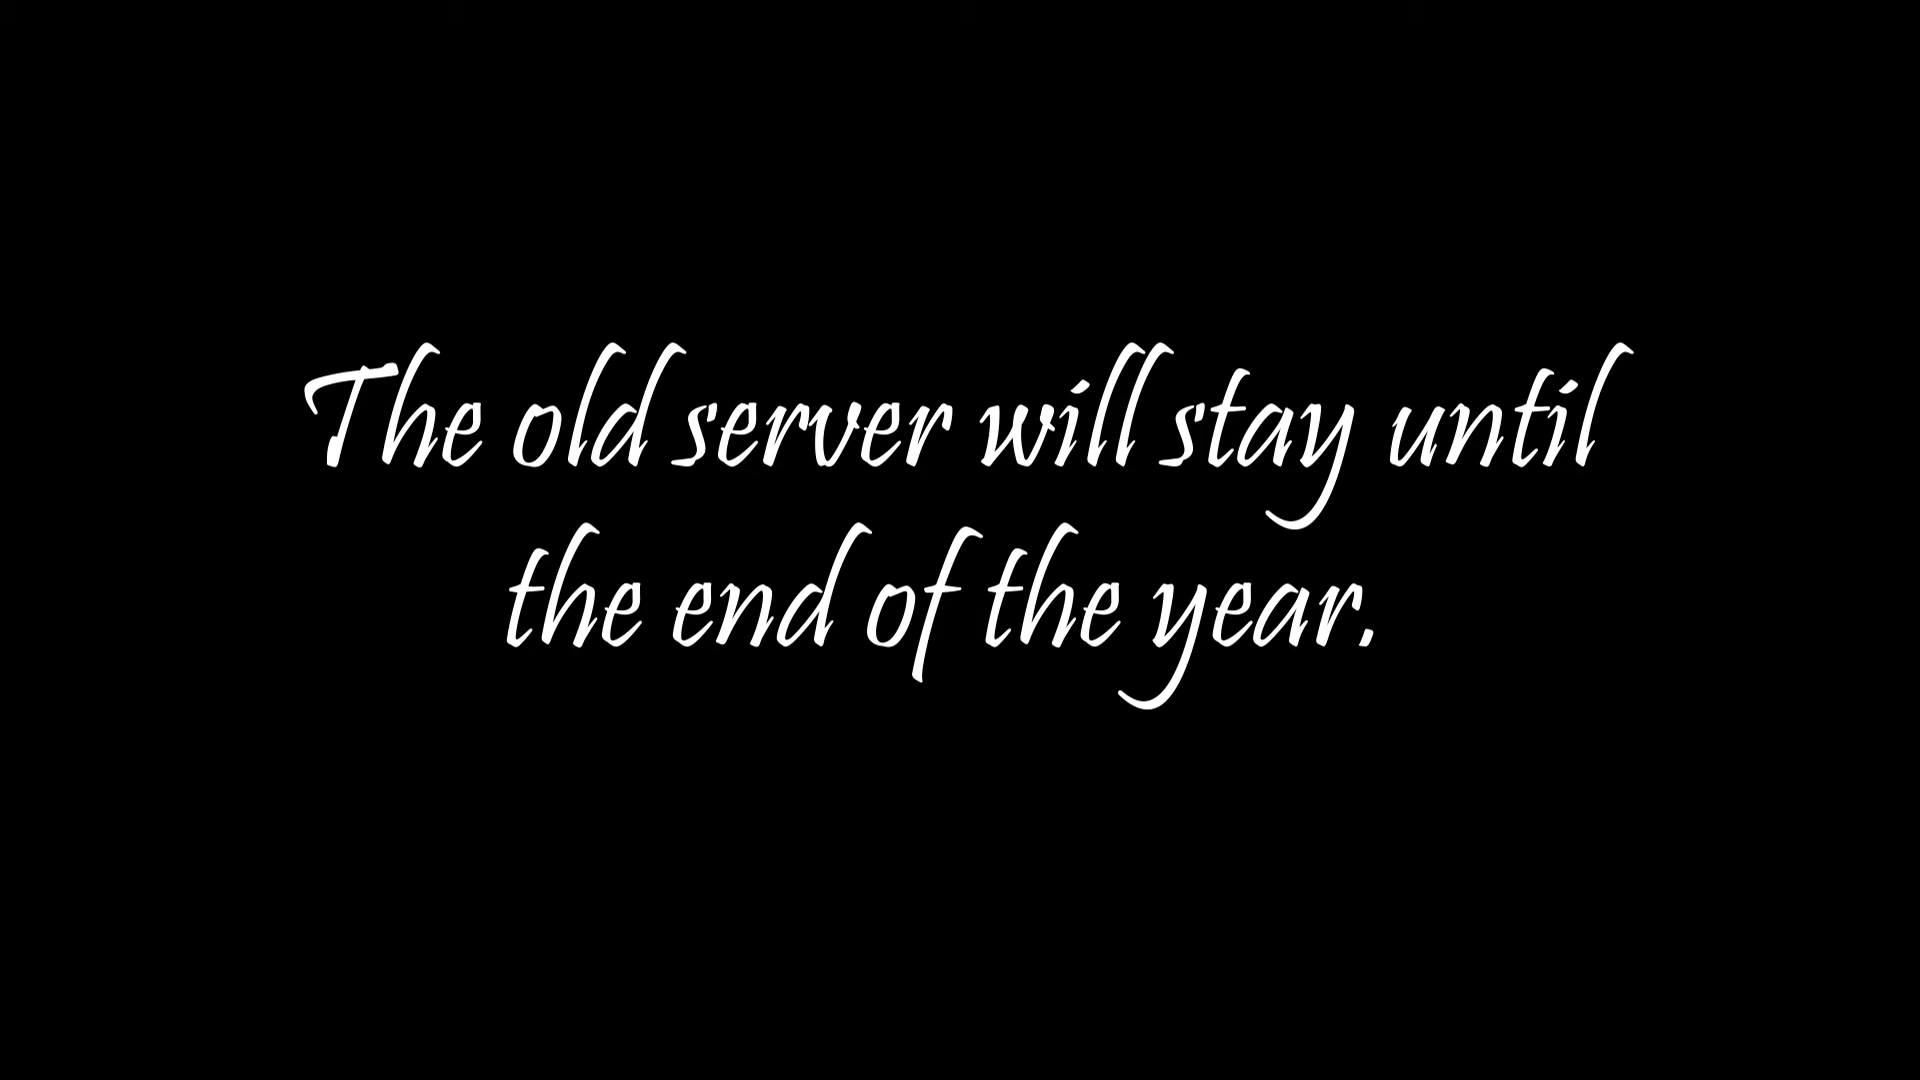 The old server will stay until
the end of the year.